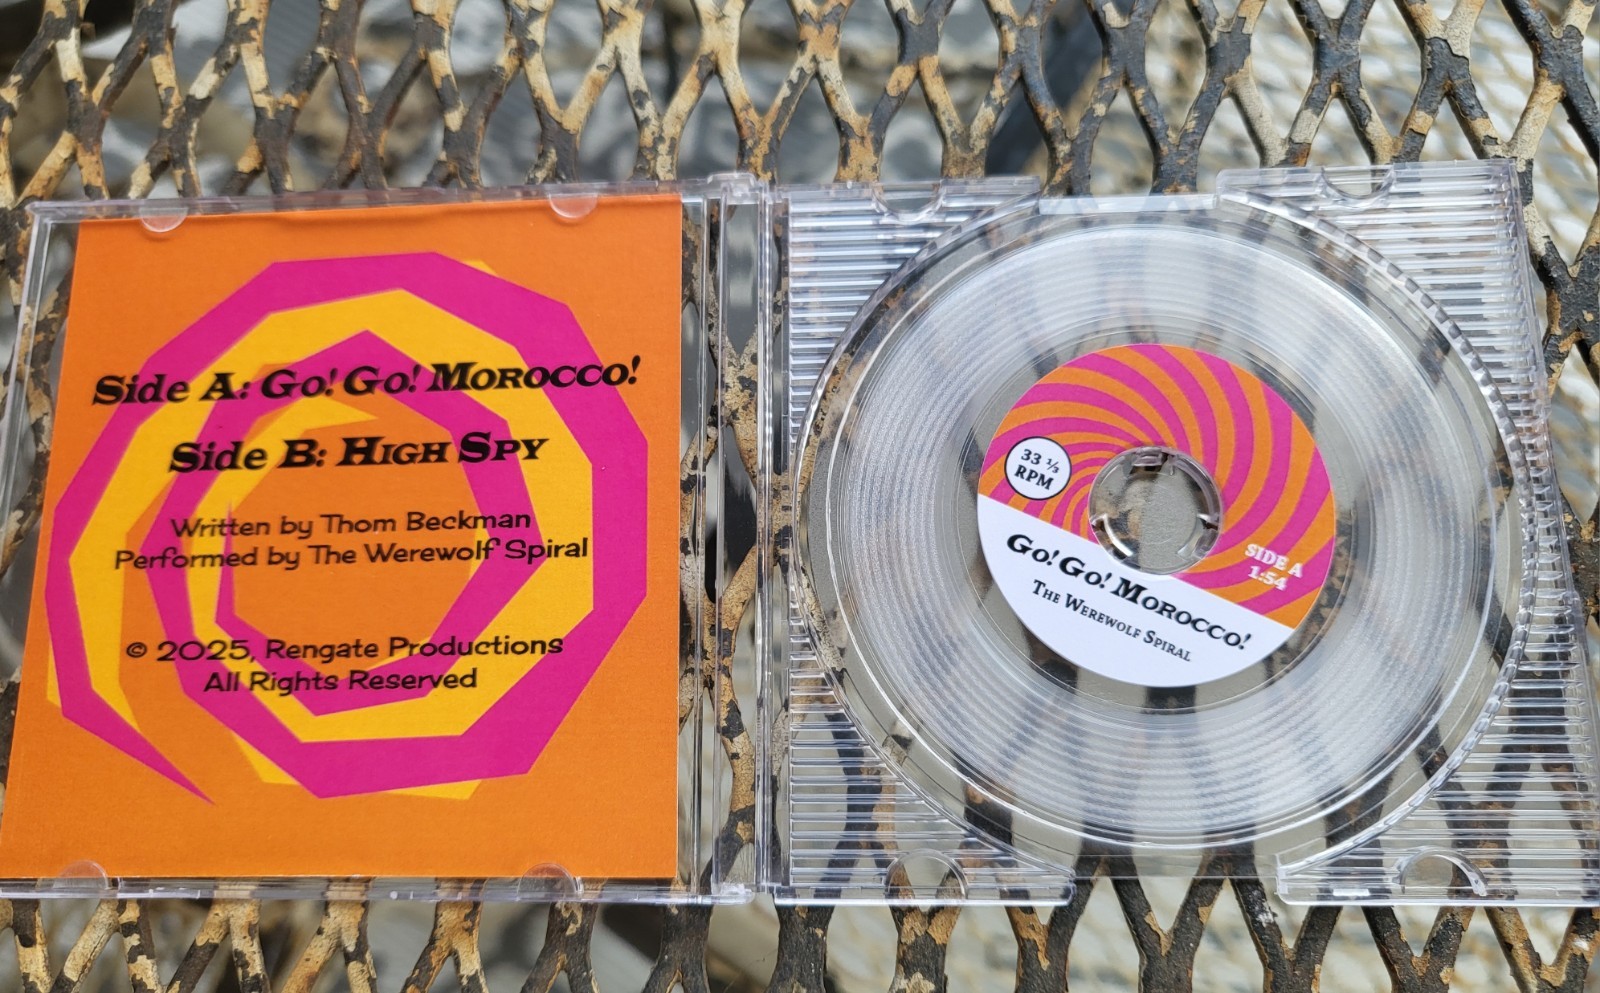 Side A: Go! Go! Morocco!
Side B: High Spy
Written by Thom Beckman
Performed by The Werewolf Spiral
© 2025, Rengate Productions
All Rights Reserved
33 ⅓
RPM
SIDE A
1:54
Go! Go! Morocco!
The Werewolf Spiral